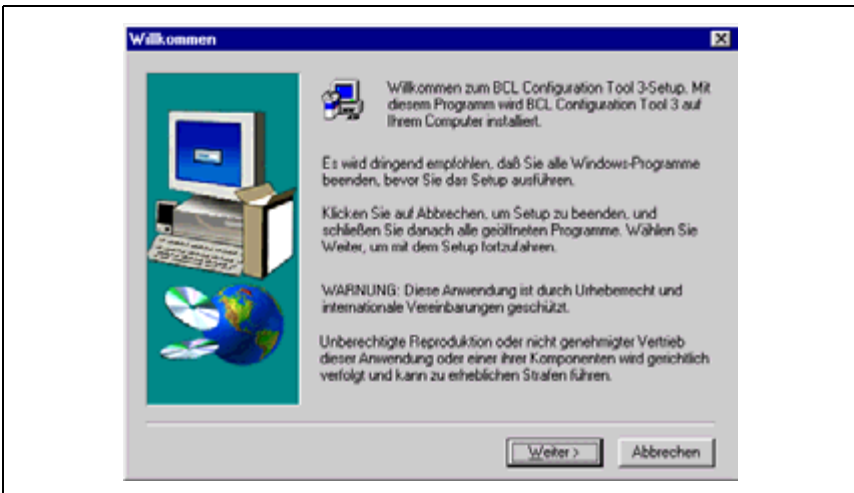 Willkommen
Willkommen zum BCL Configuration Tool 3-Setup. Mit
diesem Programm wird BCL Configuration Tool 3 auf
Ihrem Computer installiert.
Es wird dringend empfohlen, daß Sie alle Windows-Programme
beenden, bevor Sie das Setup ausführen.
Klicken Sie auf Abbrechen, um Setup zu beenden, und
schließen Sie danach alle geöffneten Programme. Wählen Sie
Weiter, um mit dem Setup fortzufahren.
WARNUNG: Diese Anwendung ist durch Urheberrecht und
internationale Vereinbarungen geschützt.
Unberechtigte Reproduktion oder nicht genehmigter Vertrieb
dieser Anwendung oder einer ihrer Komponenten wird gerichtlich
verfolgt und kann zu erheblichen Strafen führen.
Weiter >
Abbrechen